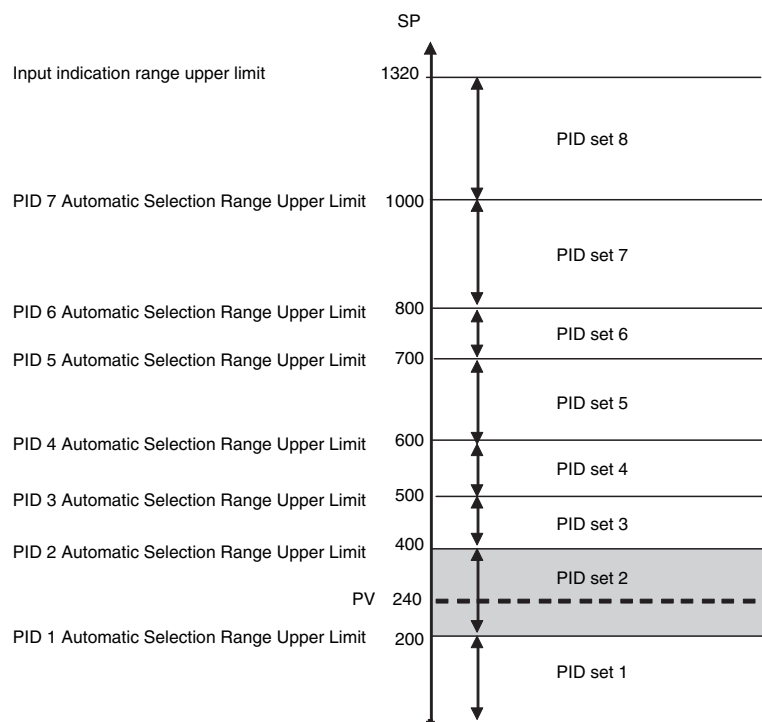 SP
Input indication range upper limit 1320
PID set 8
PID 7 Automatic Selection Range Upper Limit 1000
PID set 7
PID 6 Automatic Selection Range Upper Limit 800
PID set 6
PID 5 Automatic Selection Range Upper Limit 700
PID set 5
PID 4 Automatic Selection Range Upper Limit 600
PID set 4
PID 3 Automatic Selection Range Upper Limit 500
PID set 3
PID 2 Automatic Selection Range Upper Limit 400
PID set 2
PV 240
PID 1 Automatic Selection Range Upper Limit 200
PID set 1